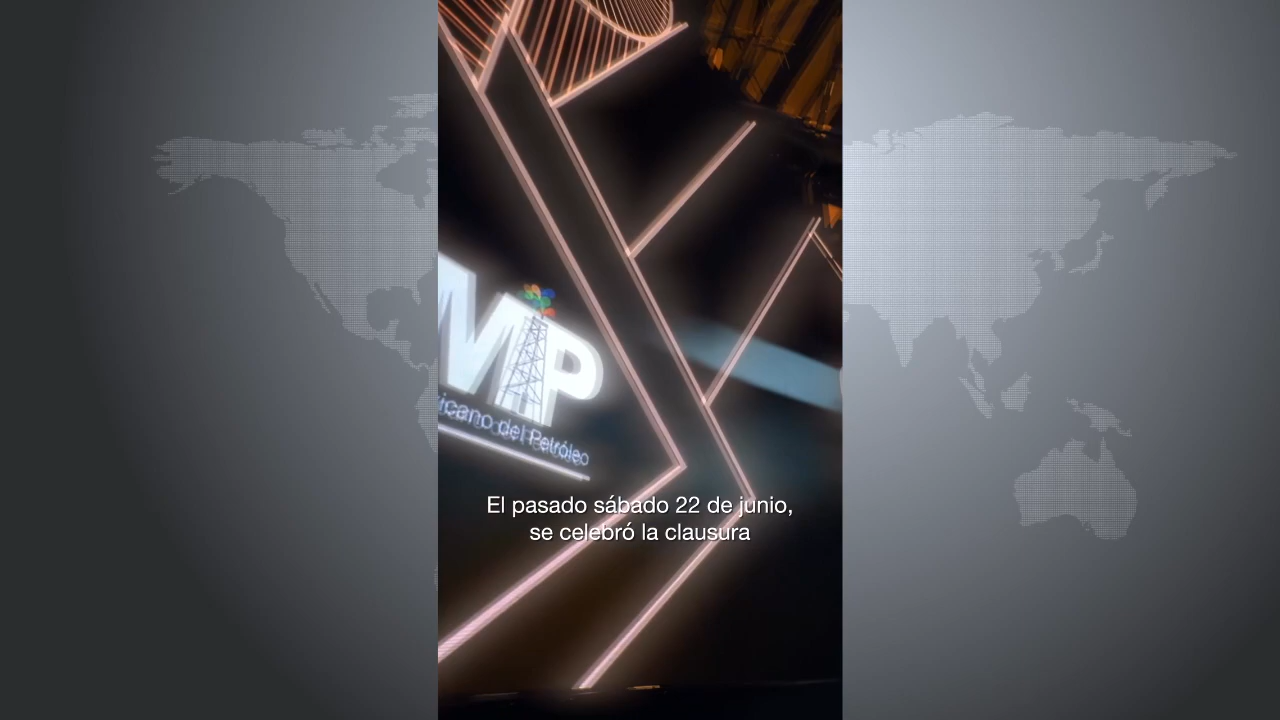 MP
icano del Petróleo
El pasado sábado 22 de junio,
se celebró la clausura